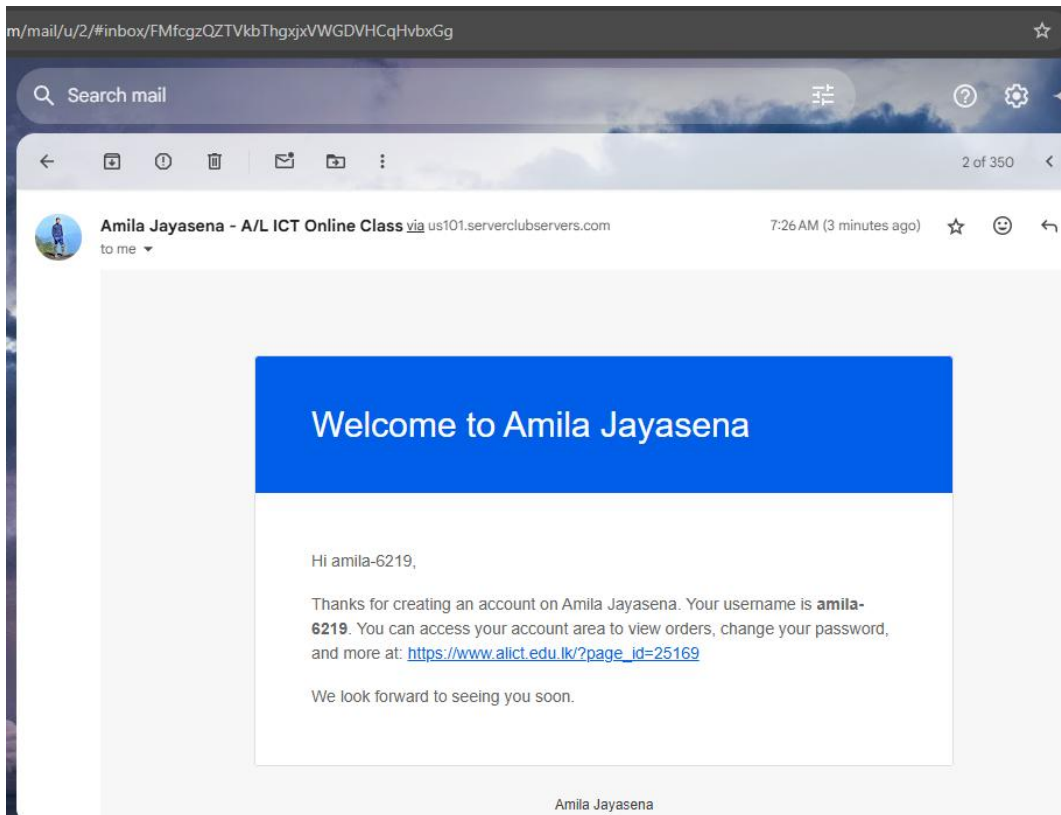 m/mail/u/2/#inbox/FMfcgzQZTVkbThgxjxVWGDVHCqHvbxGg
Search mail
2 of 350
Amila Jayasena - A/L ICT Online Class via us101.serverclubservers.com
7:26 AM (3 minutes ago)
to me
Welcome to Amila Jayasena
Hi amila-6219,
Thanks for creating an account on Amila Jayasena. Your username is amila-
6219. You can access your account area to view orders, change your password,
and more at: https://www.alict.edu.lk/?page_id=25169
We look forward to seeing you soon.
Amila Jayasena